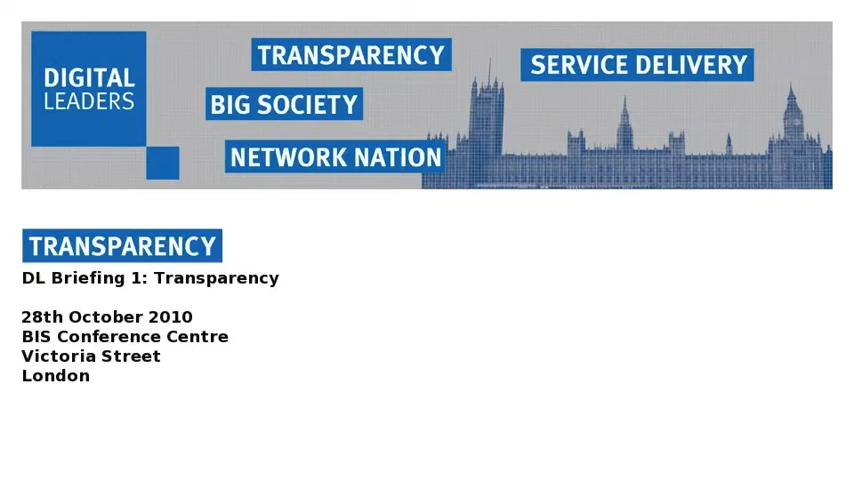 DIGITAL
LEADERS
TRANSPARENCY
BIG SOCIETY
NETWORK NATION
SERVICE DELIVERY
TRANSPARENCY
DL Briefing 1: Transparency
28th October 2010
BIS Conference Centre
Victoria Street
London